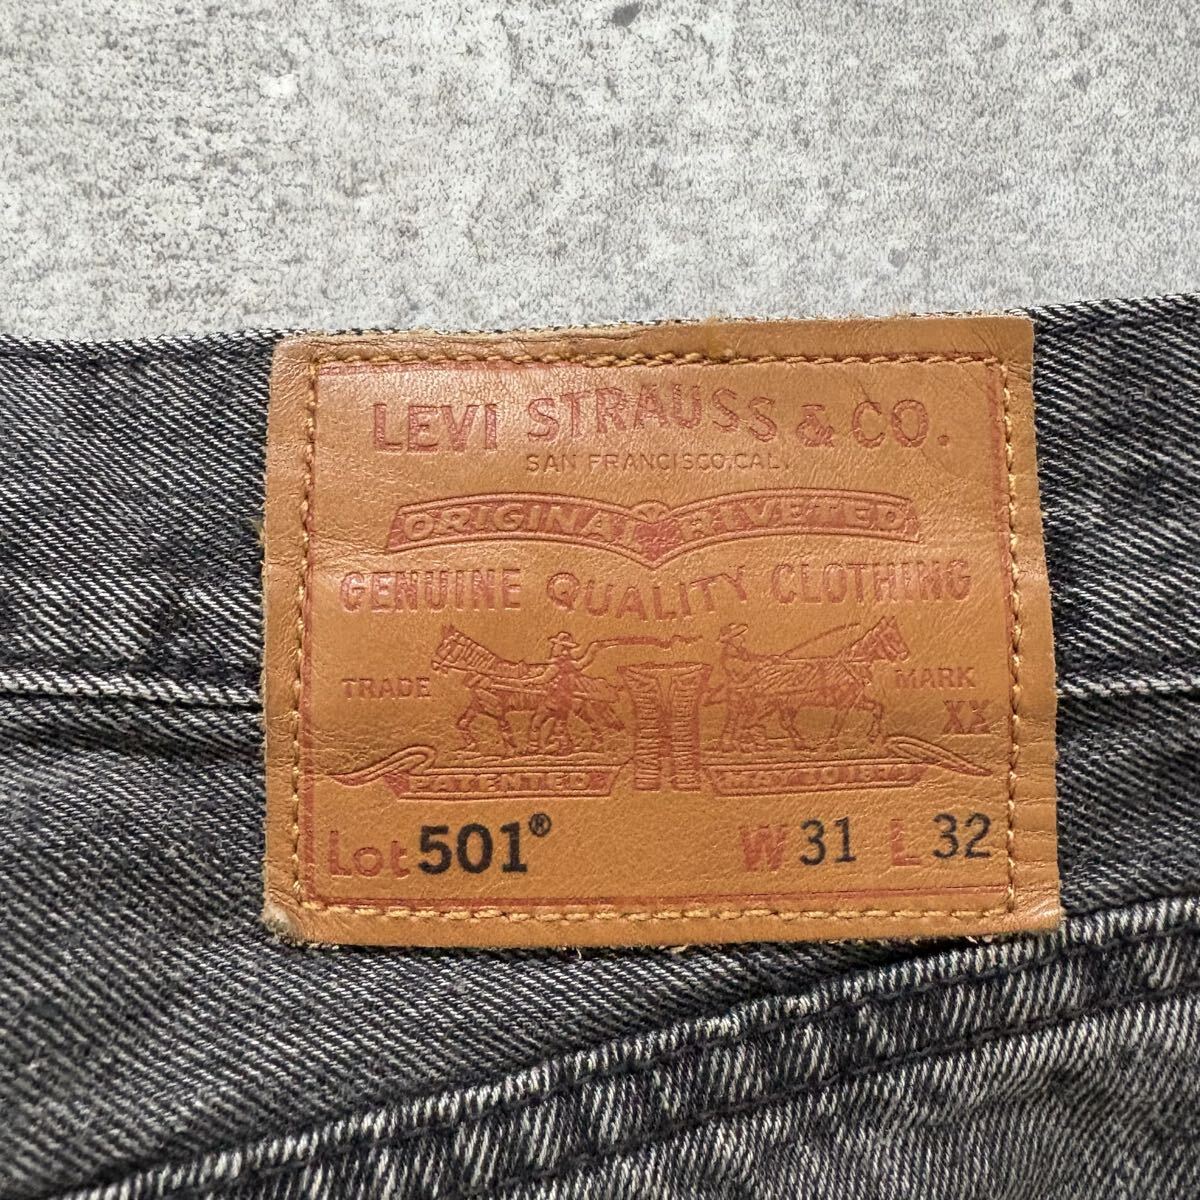 LEVI STRAUSS & CO.
SAN FRANCISCO, CAL.
ORIGINAL RIVETED
GENUINE QUALITY CLOTHING
TRADE MARK
XX
PATENTED MAY 20 1873
Lot 501® W 31 L 32